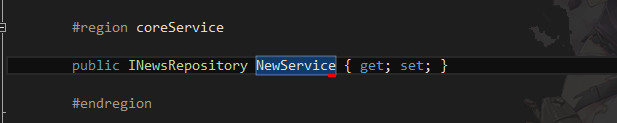 #region coreService
public INewsRepository NewService { get; set; }
#endregion